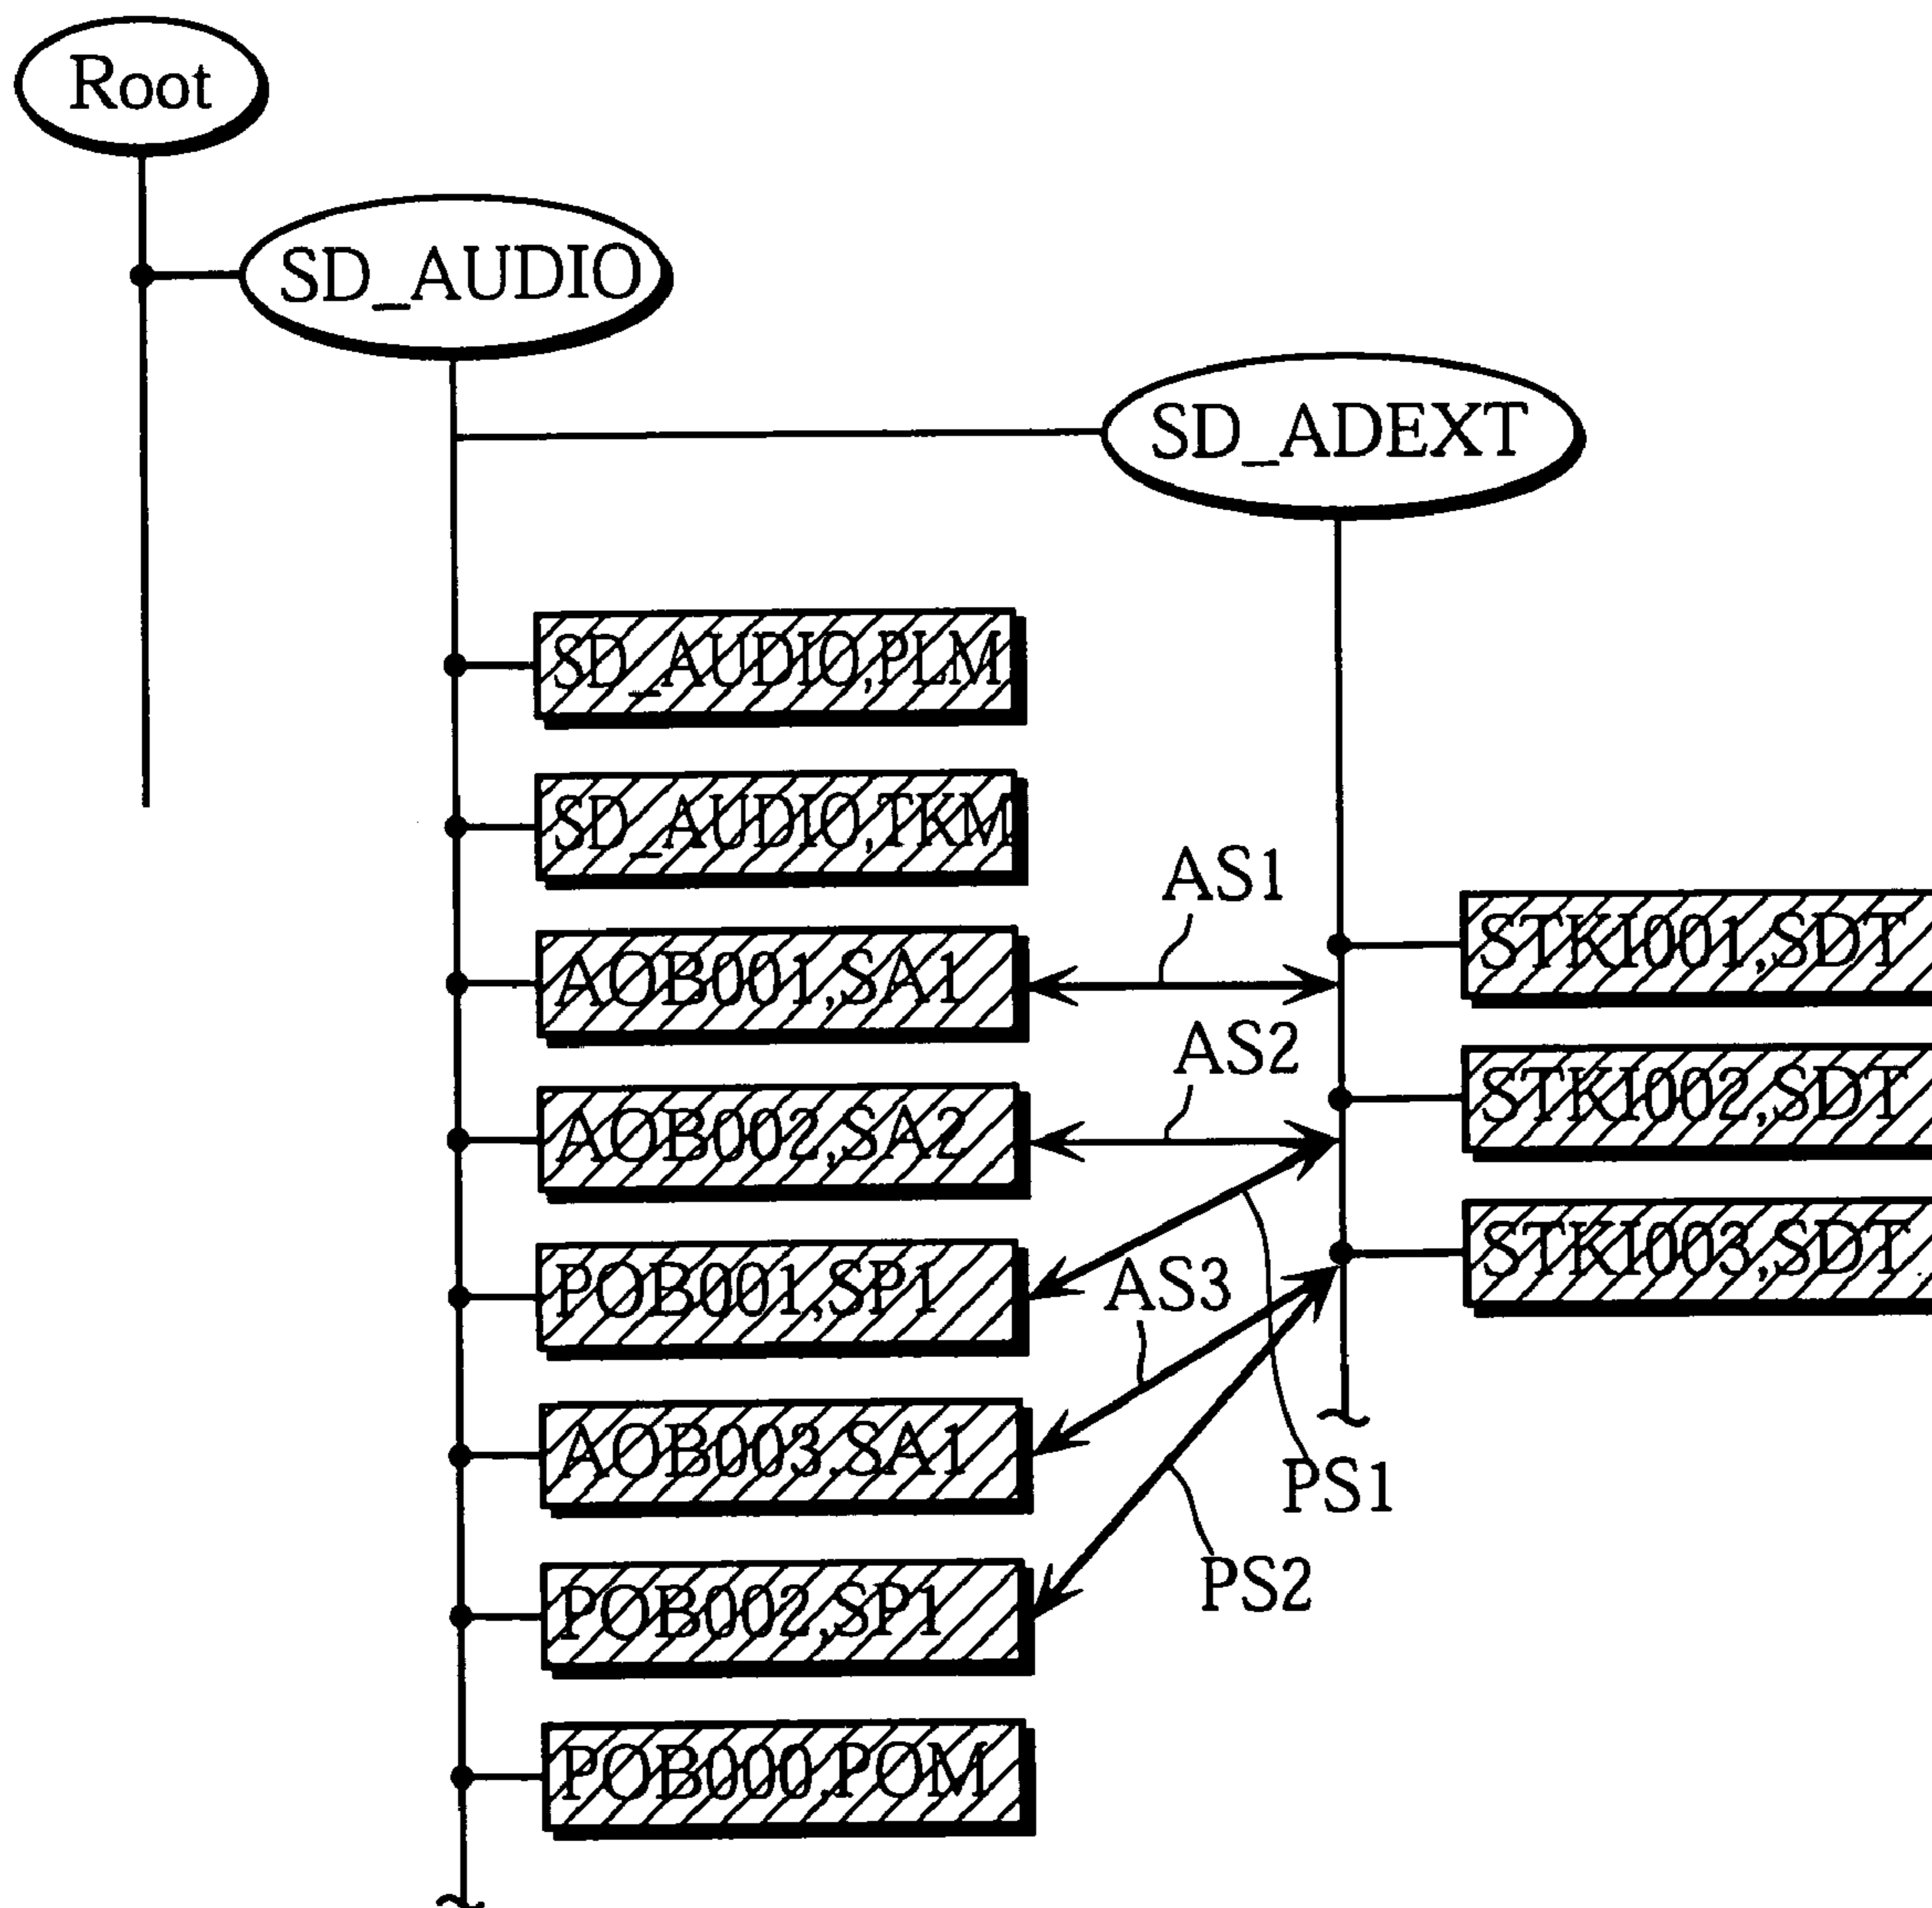 Root
SD_AUDIO
SD_ADEXT
SD_AUDIO,PLM
SD_AUDIO,TKM
AS1
STKI001,SDT
AOB001,SA1
AS2
STKI002,SDT
AOB002,SA2
STKI003,SDT
POB001,SP1
AS3
AOB003,SA1
PS1
PS2
POB002,SP1
POB000,POM